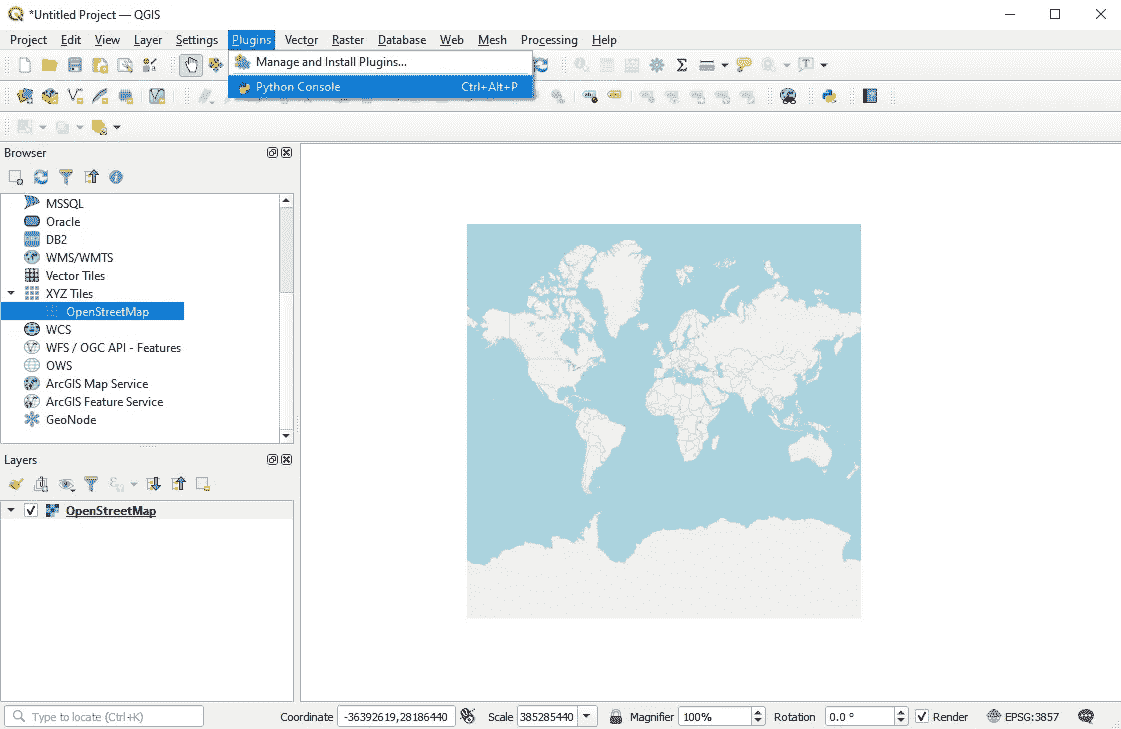 *Untitled Project — QGIS
Project Edit View Layer Settings Plugins Vector Raster Database Web Mesh Processing Help
Manage and Install Plugins...
Python Console Ctrl+Alt+P
Browser
MSSQL
Oracle
DB2
WMS/WMTS
Vector Tiles
XYZ Tiles
OpenStreetMap
WCS
WFS / OGC API - Features
OWS
ArcGIS Map Service
ArcGIS Feature Service
GeoNode
Layers
OpenStreetMap
Type to locate (Ctrl+K) Coordinate -36392619,28186440 Scale 385285440 Magnifier 100% Rotation 0.0 ° Render EPSG:3857